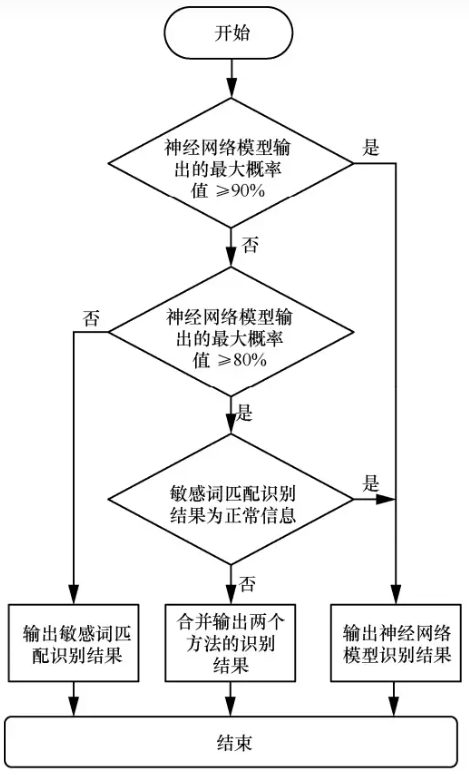 开始
神经网络模型输
出的最大概率
值 ≥90%
是
否
神经网络模型输
出的最大概率
值 ≥80%
否
是
敏感词匹配识别
结果为正常信息
是
否
输出敏感词匹
配识别结果
合并输出两个
方法的识别
结果
输出神经网络
模型识别结果
结束